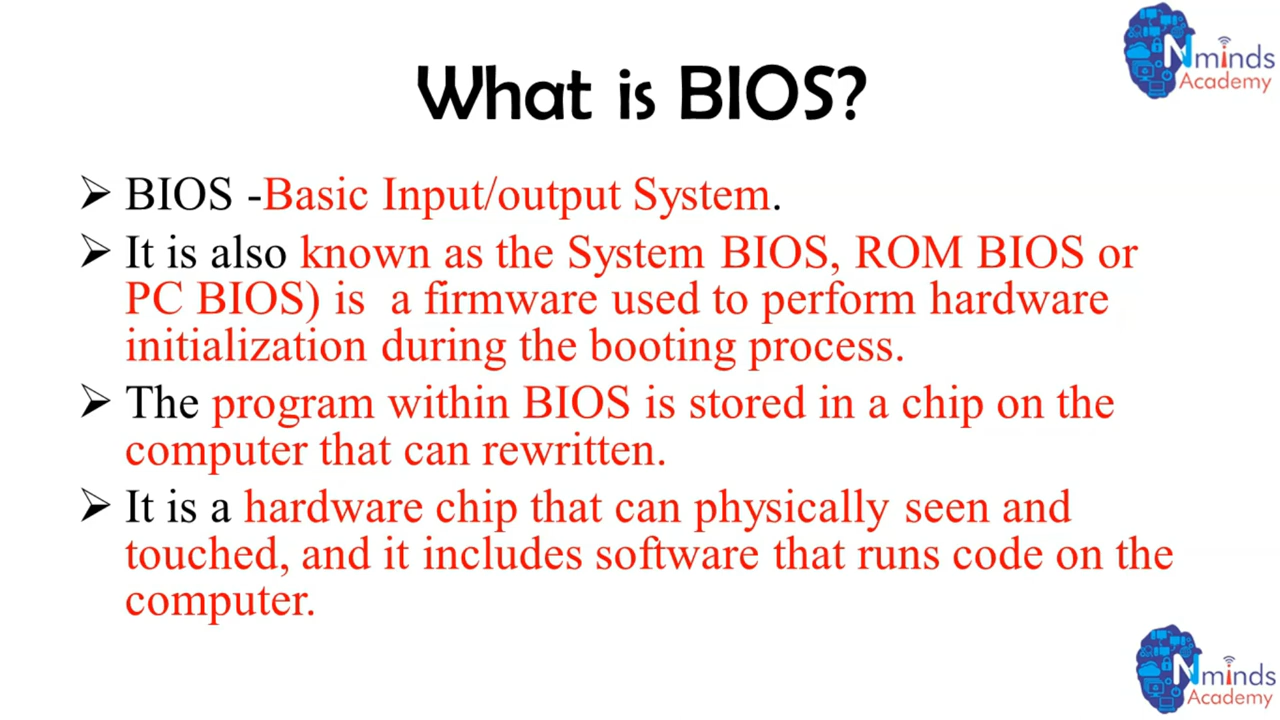 Nminds
Academy
What is BIOS?
➢ BIOS -Basic Input/output System.
➢ It is also known as the System BIOS, ROM BIOS or
PC BIOS) is  a firmware used to perform hardware
initialization during the booting process.
➢ The program within BIOS is stored in a chip on the
computer that can rewritten.
➢ It is a hardware chip that can physically seen and
touched, and it includes software that runs code on the
computer.
Nminds
Academy